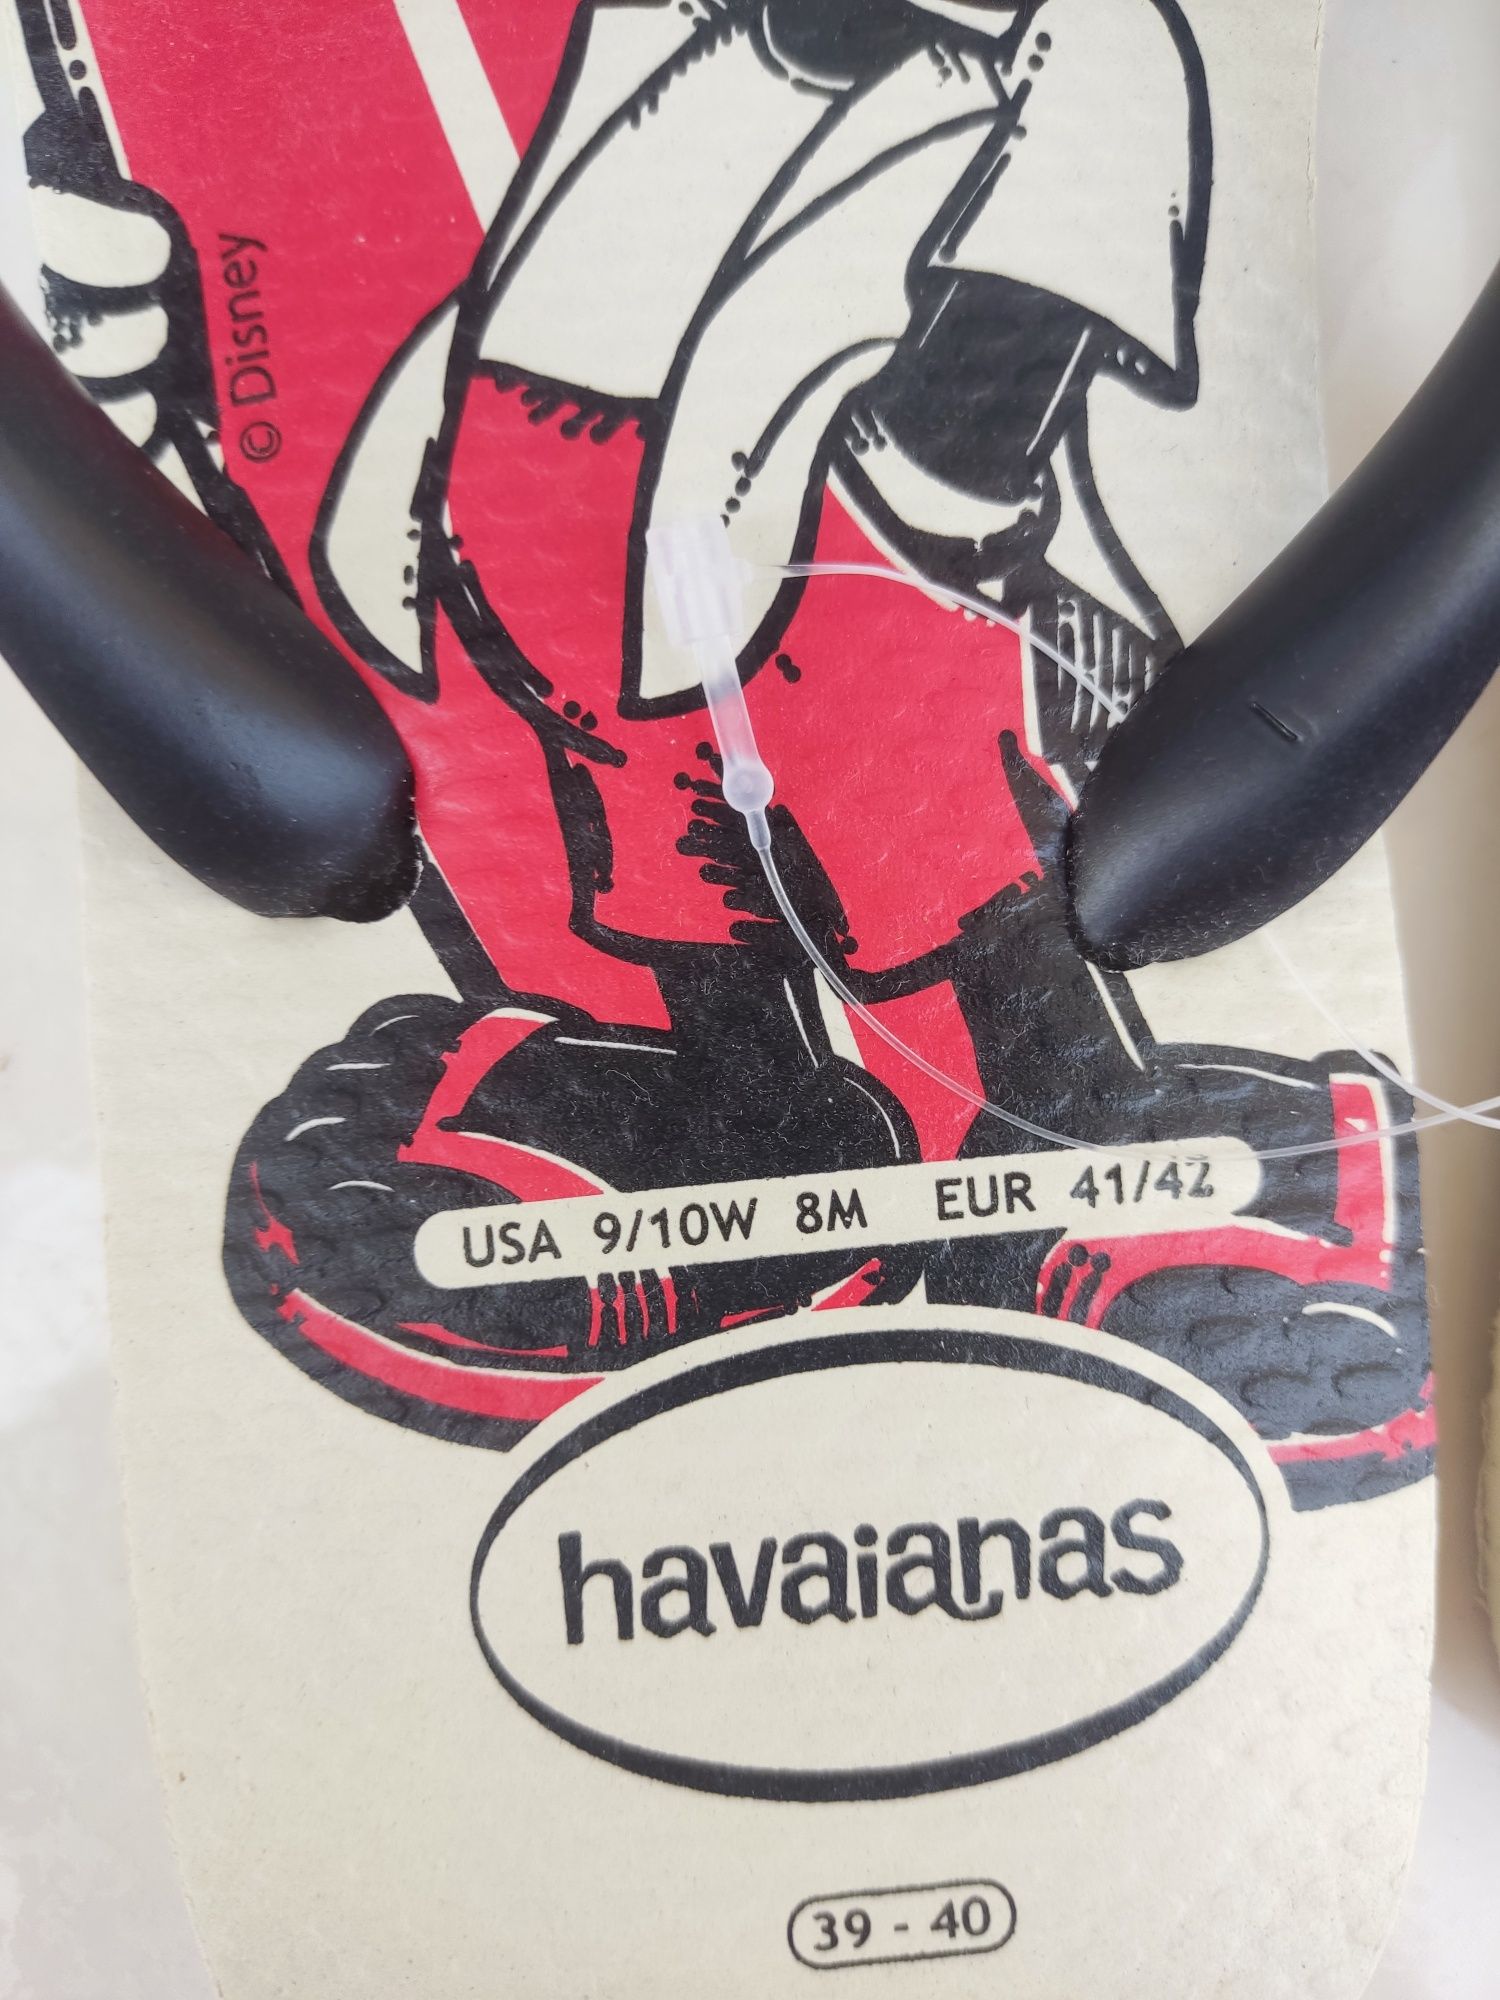 © Disney
USA 9/10W 8M EUR 41/42
havaianas
39 - 40